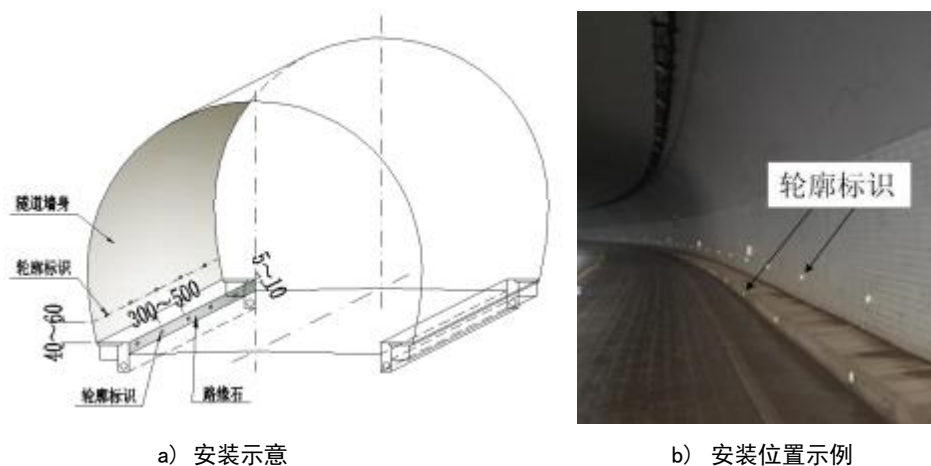 隧道墙身
轮廓标识
300～500
5～10
40～60
轮廓标识
路缘石
轮廓标识
a) 安装示意
b) 安装位置示例